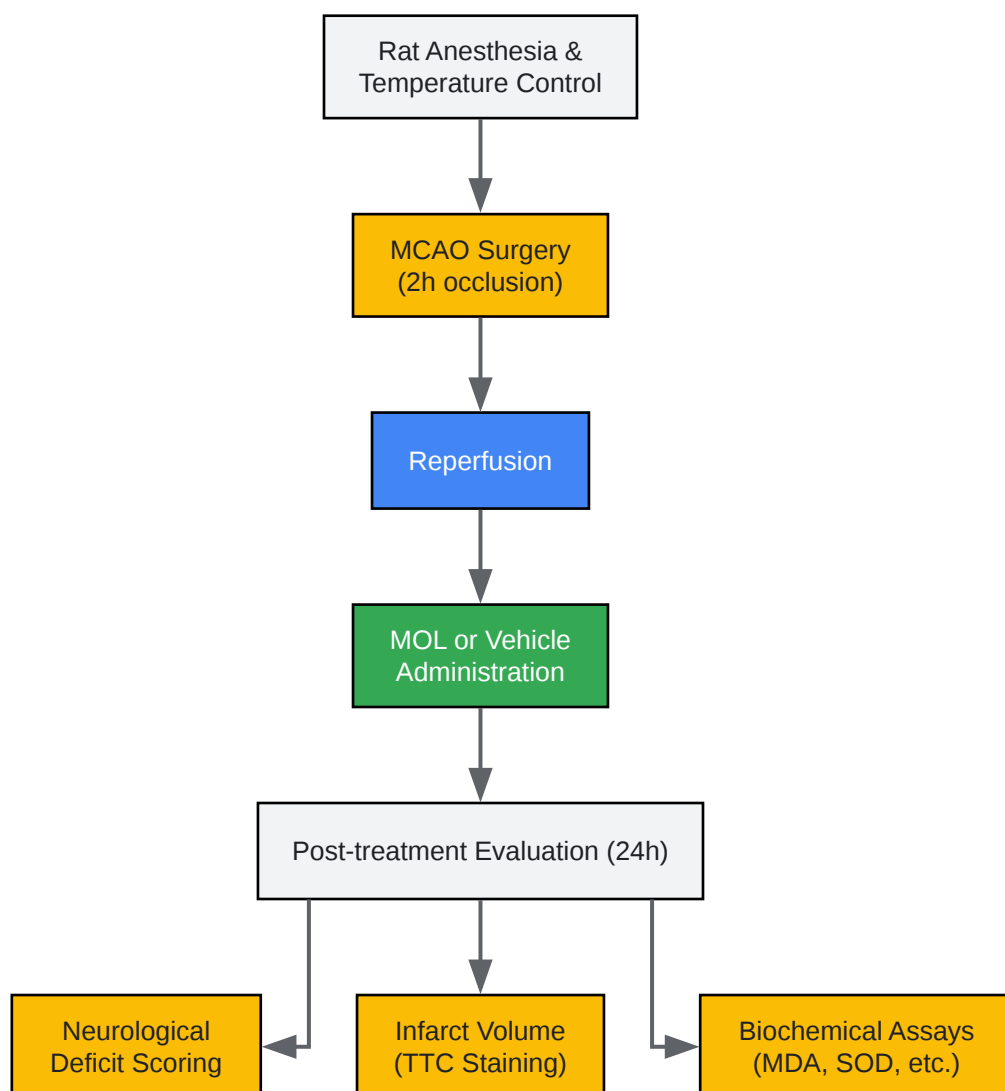 Rat Anesthesia &
Temperature Control
MCAO Surgery
(2h occlusion)
Reperfusion
MOL or Vehicle
Administration
Post-treatment Evaluation (24h)
Neurological
Deficit Scoring
Infarct Volume
(TTC Staining)
Biochemical Assays
(MDA, SOD, etc.)